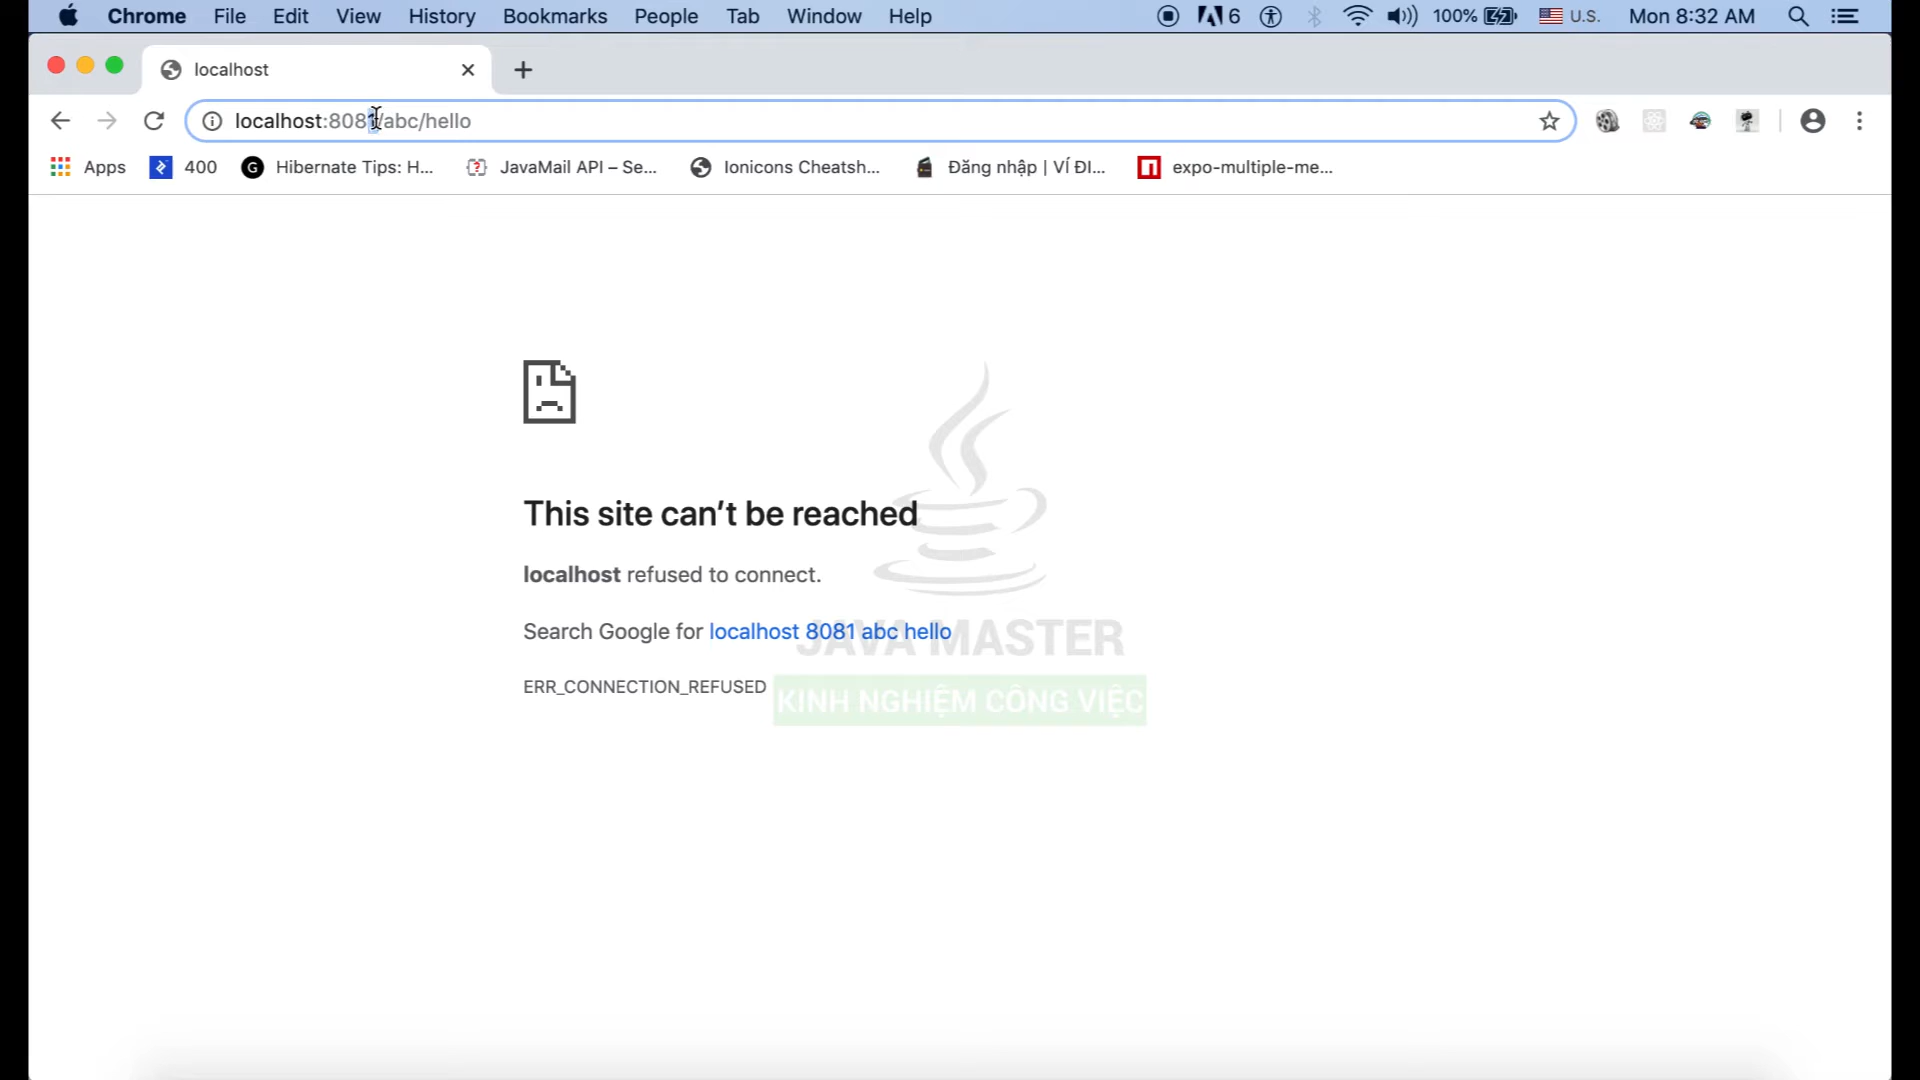 Chrome File Edit View History Bookmarks People Tab Window Help 6 100% U.S. Mon 8:32 AM
localhost
localhost:8081/abc/hello
Apps 400 Hibernate Tips: H... JavaMail API – Se... Ionicons Cheatsh... Đăng nhập | VÍ ĐI... expo-multiple-me...
This site can't be reached
localhost refused to connect.
Search Google for localhost 8081 abc hello
JAVA MASTER
ERR_CONNECTION_REFUSED
KINH NGHIỆM CÔNG VIỆC